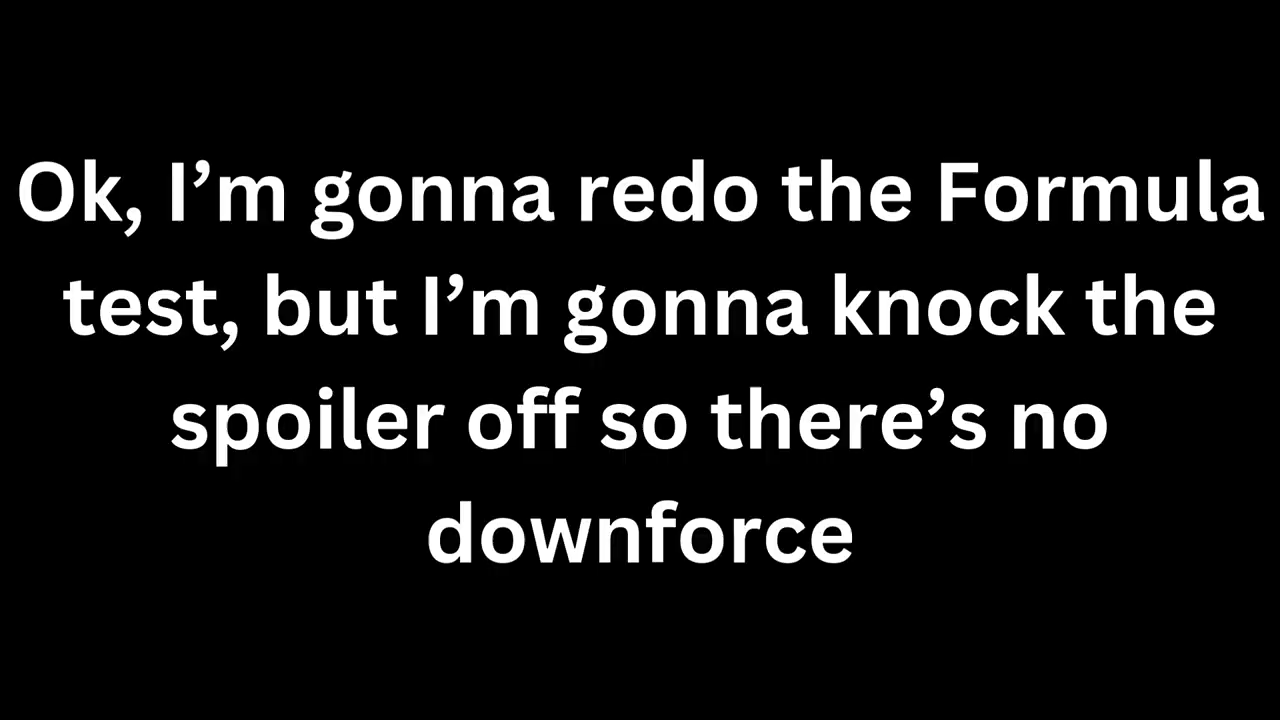 Ok, I’m gonna redo the Formula
test, but I’m gonna knock the
spoiler off so there’s no
downforce